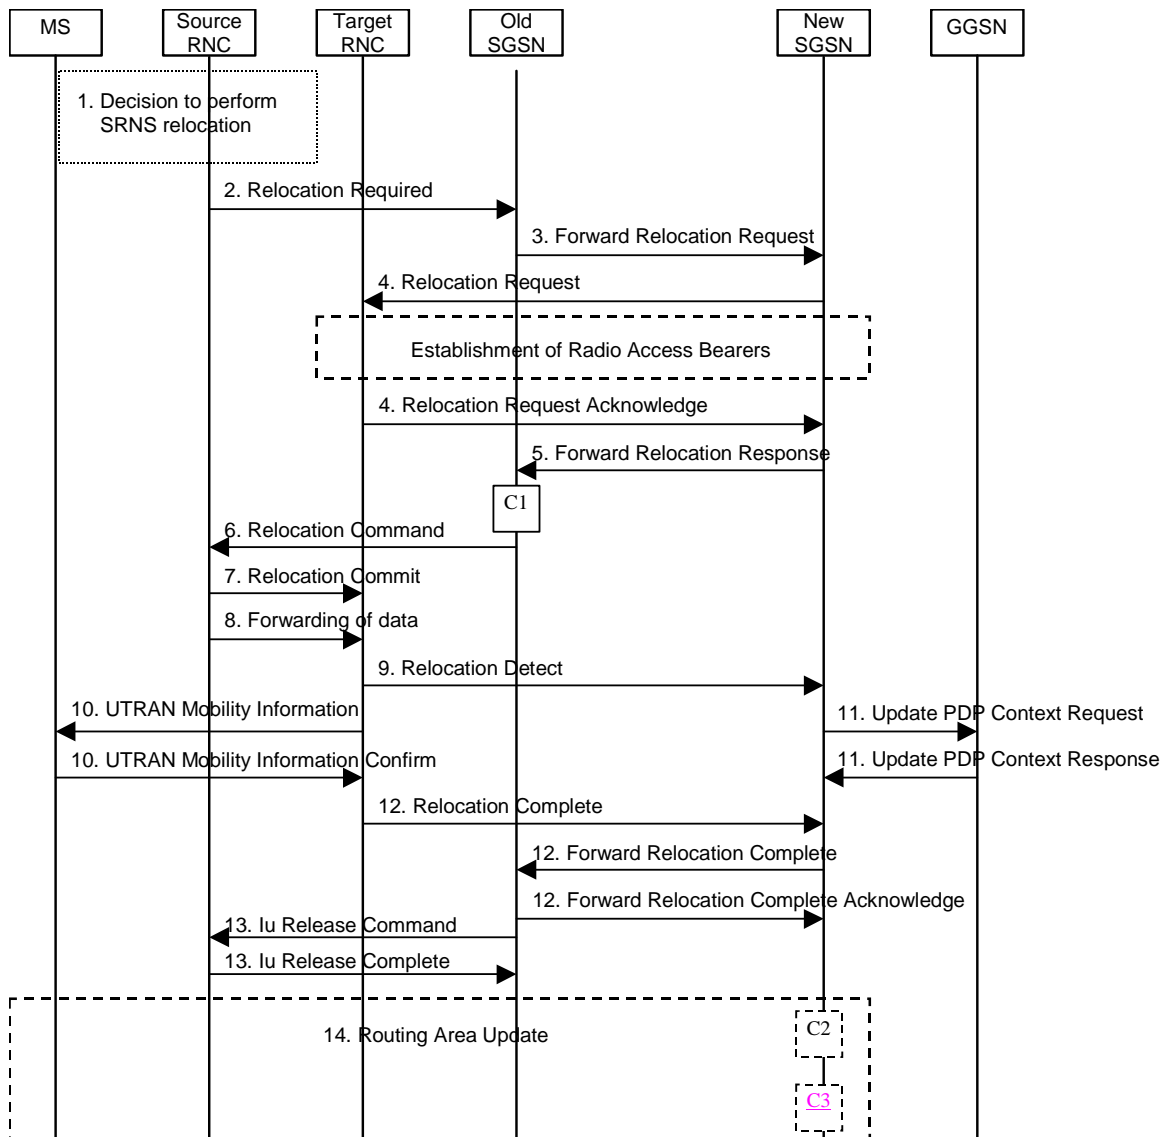 MS
Source
RNC
Target
RNC
Old
SGSN
New
SGSN
GGSN
1. Decision to perform
SRNS relocation
2. Relocation Required
3. Forward Relocation Request
4. Relocation Request
Establishment of Radio Access Bearers
4. Relocation Request Acknowledge
5. Forward Relocation Response
C1
6. Relocation Command
7. Relocation Commit
8. Forwarding of data
9. Relocation Detect
10. UTRAN Mobility Information
11. Update PDP Context Request
10. UTRAN Mobility Information Confirm
11. Update PDP Context Response
12. Relocation Complete
12. Forward Relocation Complete
12. Forward Relocation Complete Acknowledge
13. Iu Release Command
13. Iu Release Complete
14. Routing Area Update
C2
C3